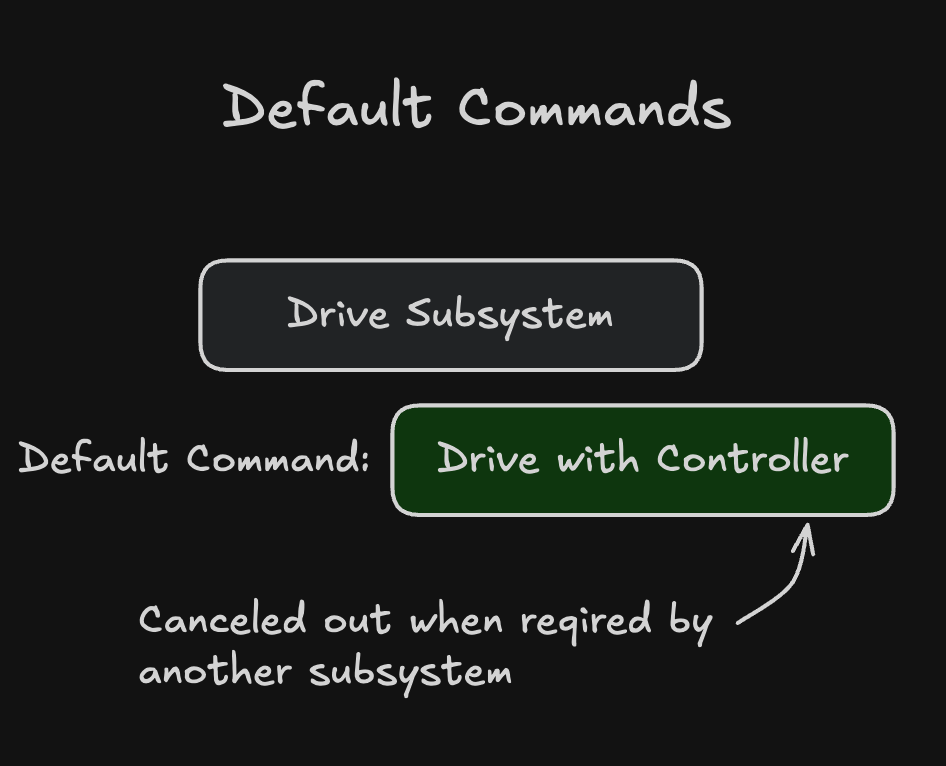 Default Commands
Drive Subsystem
Default Command:
Drive with Controller
Canceled out when reqired by
another subsystem